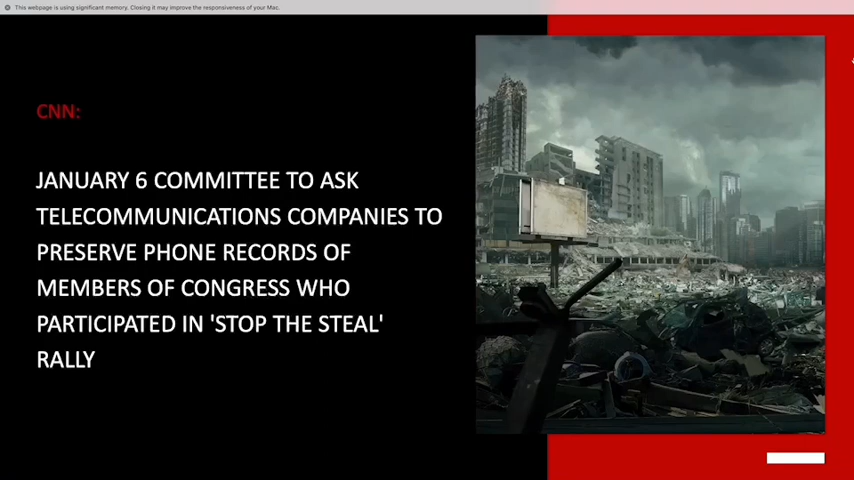 This webpage is using significant memory. Closing it may improve the responsiveness of your Mac.
CNN:
JANUARY 6 COMMITTEE TO ASK
TELECOMMUNICATIONS COMPANIES TO
PRESERVE PHONE RECORDS OF
MEMBERS OF CONGRESS WHO
PARTICIPATED IN 'STOP THE STEAL'
RALLY